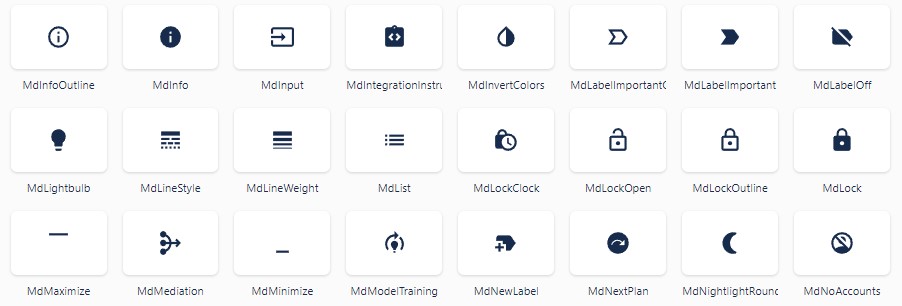 MdInfoOutline MdInfo MdInput MdIntegrationInstru MdInvertColors MdLabelImportantO MdLabelImportant MdLabelOff
MdLightbulb MdLineStyle MdLineWeight MdList MdLockClock MdLockOpen MdLockOutline MdLock
MdMaximize MdMediation MdMinimize MdModelTraining MdNewLabel MdNextPlan MdNightlightRound MdNoAccounts